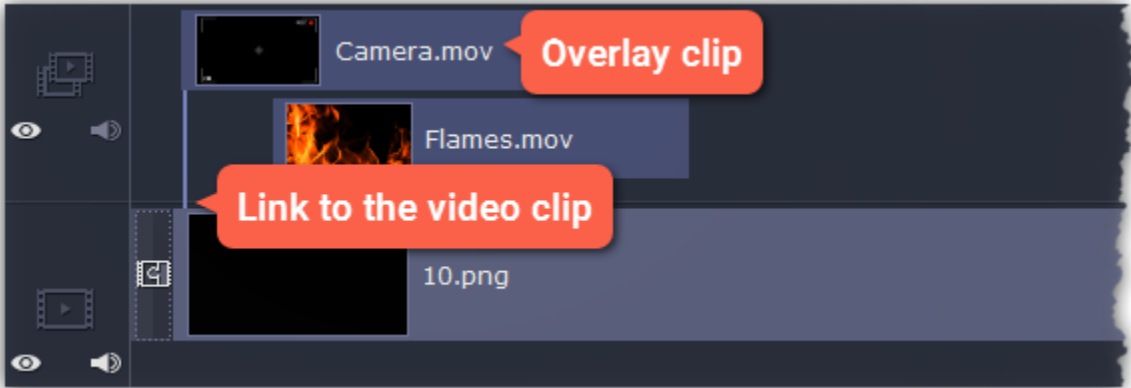 Camera.mov
Overlay clip
Flames.mov
Link to the video clip
10.png